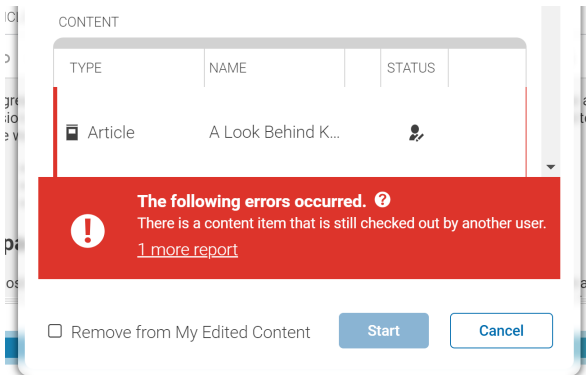 CONTENT
TYPE NAME STATUS
Article A Look Behind K...
The following errors occurred.
There is a content item that is still checked out by another user.
1 more report
Remove from My Edited Content Start Cancel